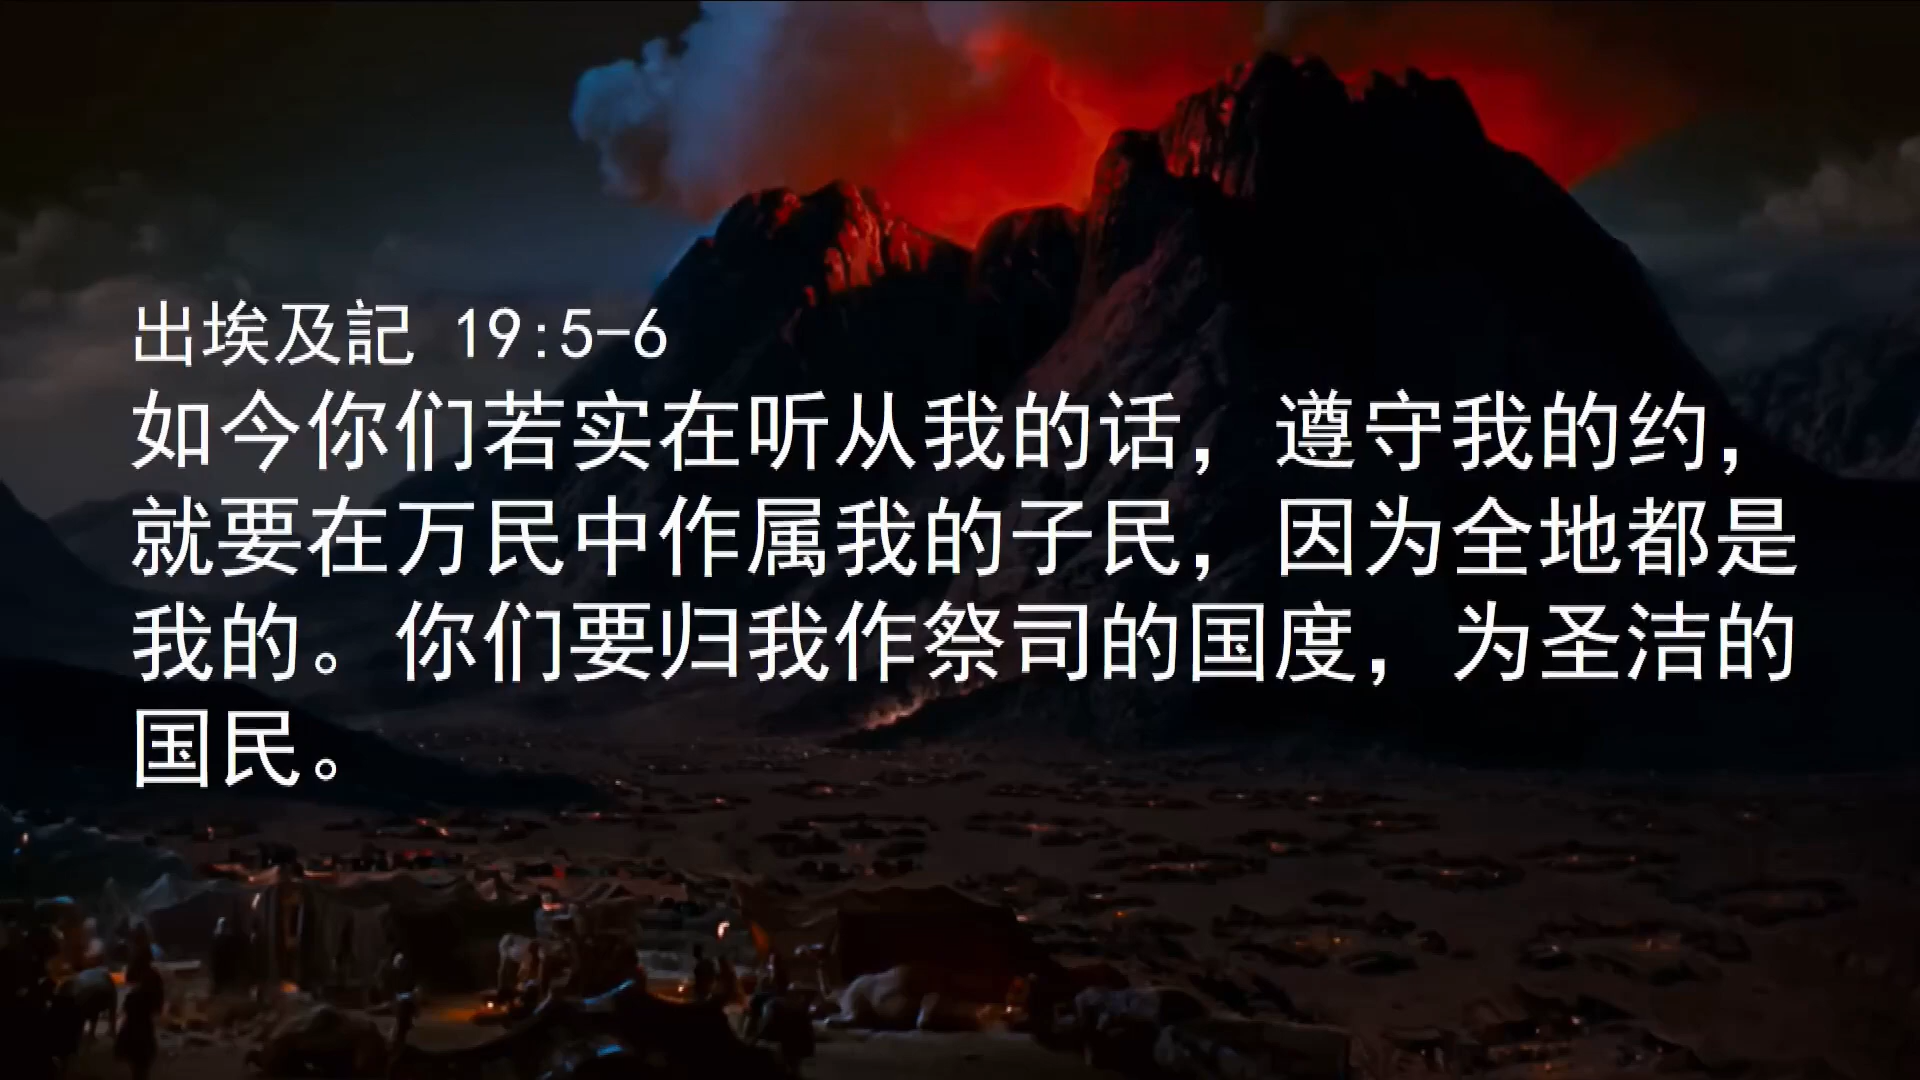 出埃及記 19:5-6
如今你们若实在听从我的话，遵守我的约，
就要在万民中作属我的子民，因为全地都是
我的。你们要归我作祭司的国度，为圣洁的
国民。